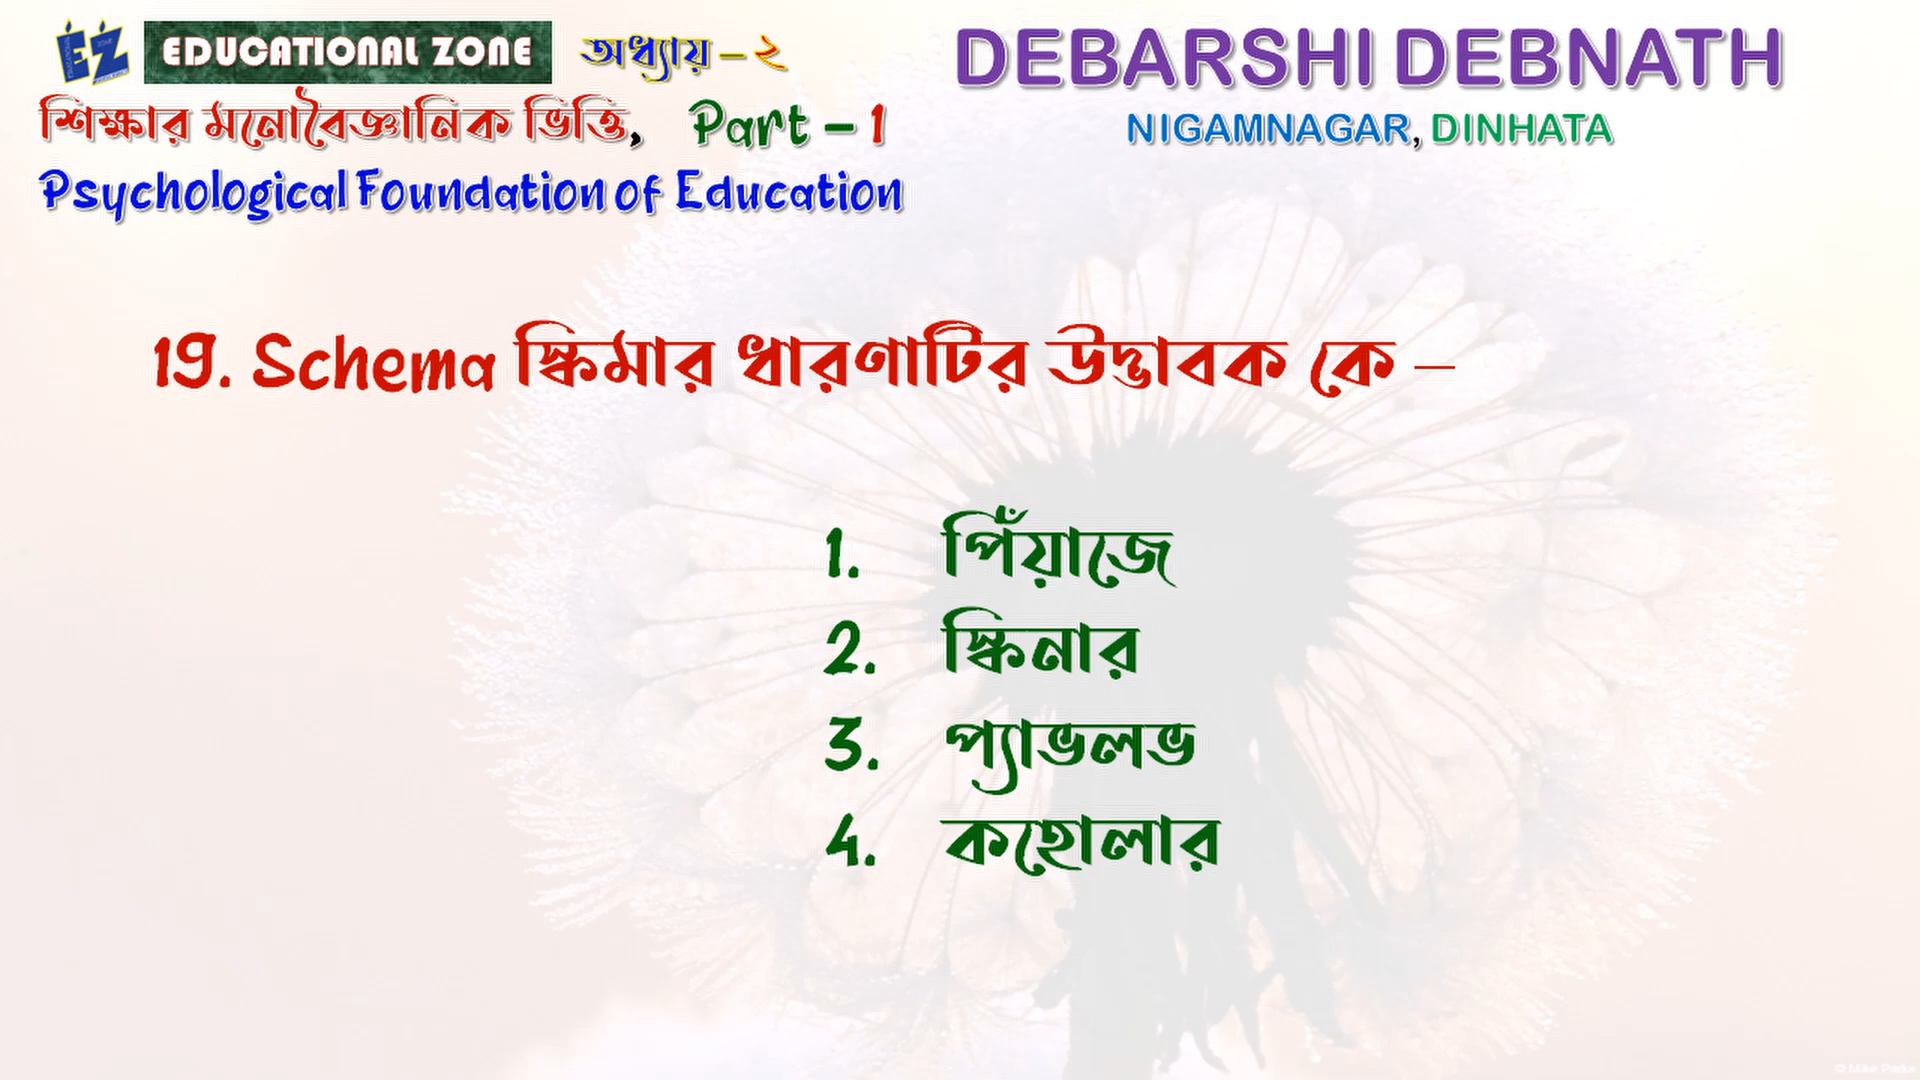 EZ EDUCATIONAL ZONE অধ্যায় – ২
DEBARSHI DEBNATH
শিক্ষার মনোবৈজ্ঞানিক ভিত্তি, Part – 1
NIGAMNAGAR, DINHATA
Psychological Foundation of Education
19. Schema স্কিমার ধারণাটির উদ্ভাবক কে –
1. পিঁয়াজে
2. স্কিনার
3. প্যাভলভ
4. কহোলার